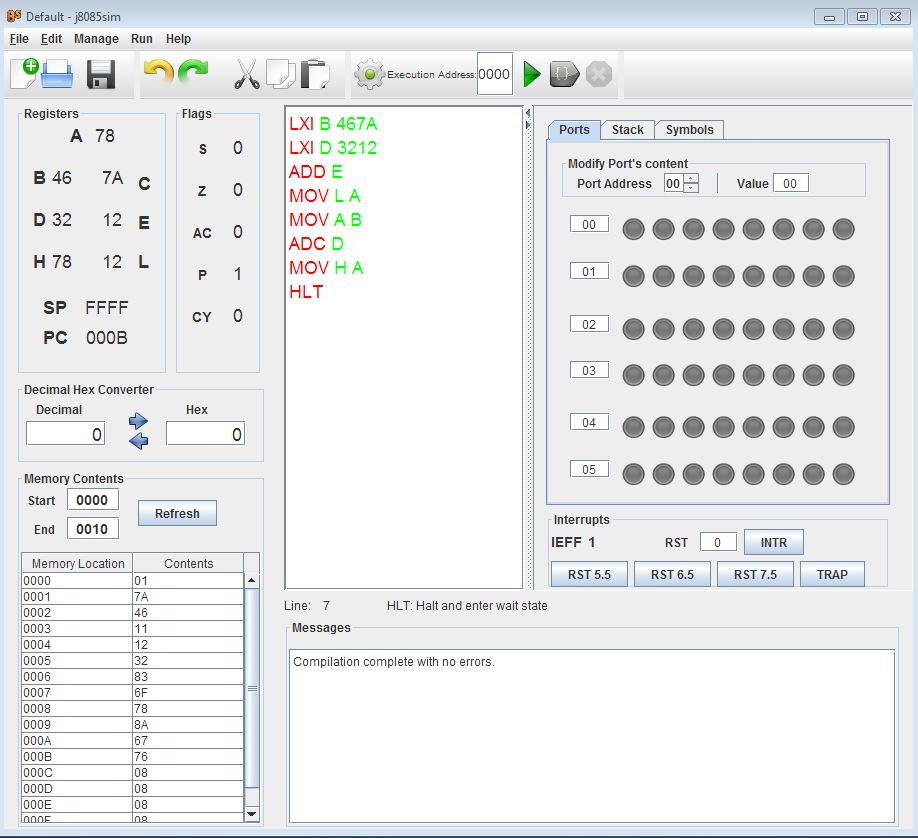 Default - j8085sim
File Edit Manage Run Help
Execution Address: 0000
Registers
A 78
B 46 7A C
D 32 12 E
H 78 12 L
SP FFFF
PC 000B
Flags
S 0
Z 0
AC 0
P 1
CY 0
Decimal Hex Converter
Decimal Hex
0 0
Memory Contents
Start 0000
End 0010
Refresh
Memory Location Contents
0000 01
0001 7A
0002 46
0003 11
0004 12
0005 32
0006 83
0007 6F
0008 78
0009 8A
000A 67
000B 76
000C 08
000D 08
000E 08
000F 08
LXI B 467A
LXI D 3212
ADD E
MOV L A
MOV A B
ADC D
MOV H A
HLT
Line: 7 HLT: Halt and enter wait state
Messages
Compilation complete with no errors.
Ports Stack Symbols
Modify Port's content
Port Address 00 Value 00
00
01
02
03
04
05
Interrupts
IEFF 1 RST 0 INTR
RST 5.5 RST 6.5 RST 7.5 TRAP